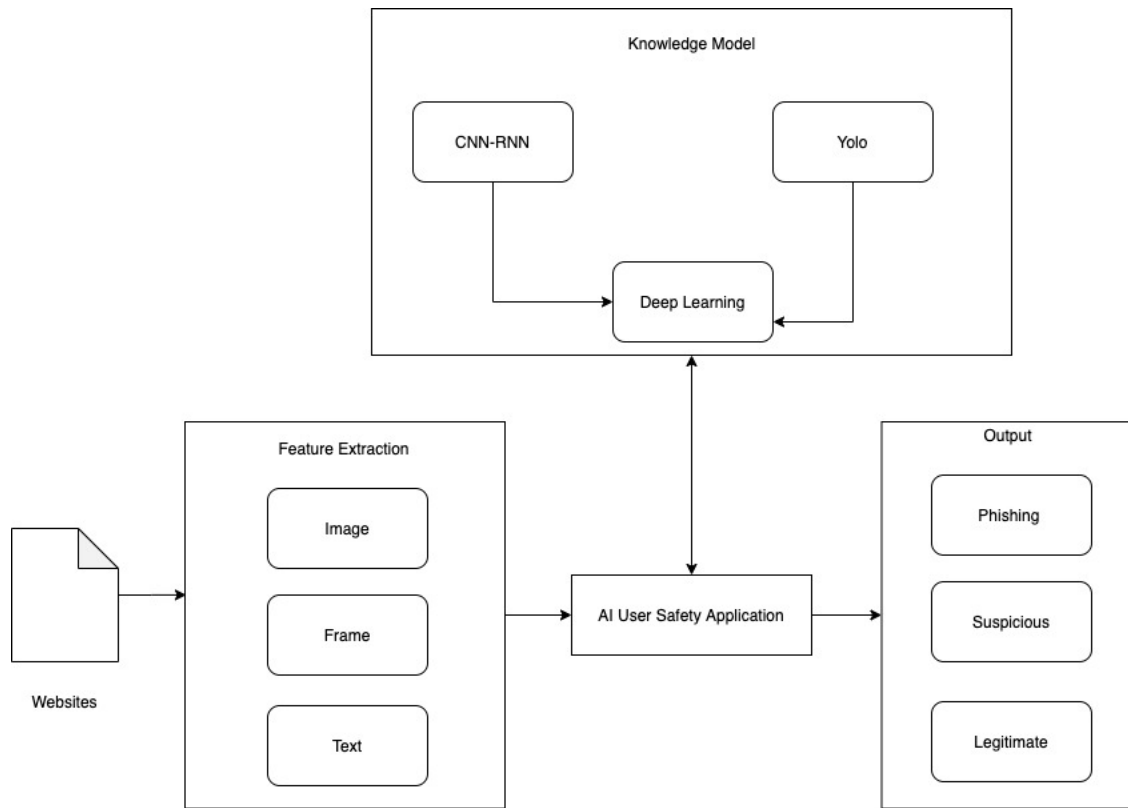 Knowledge Model
CNN-RNN
Yolo
Deep Learning
Feature Extraction
Output
Image
Phishing
Frame
AI User Safety Application
Suspicious
Websites
Text
Legitimate